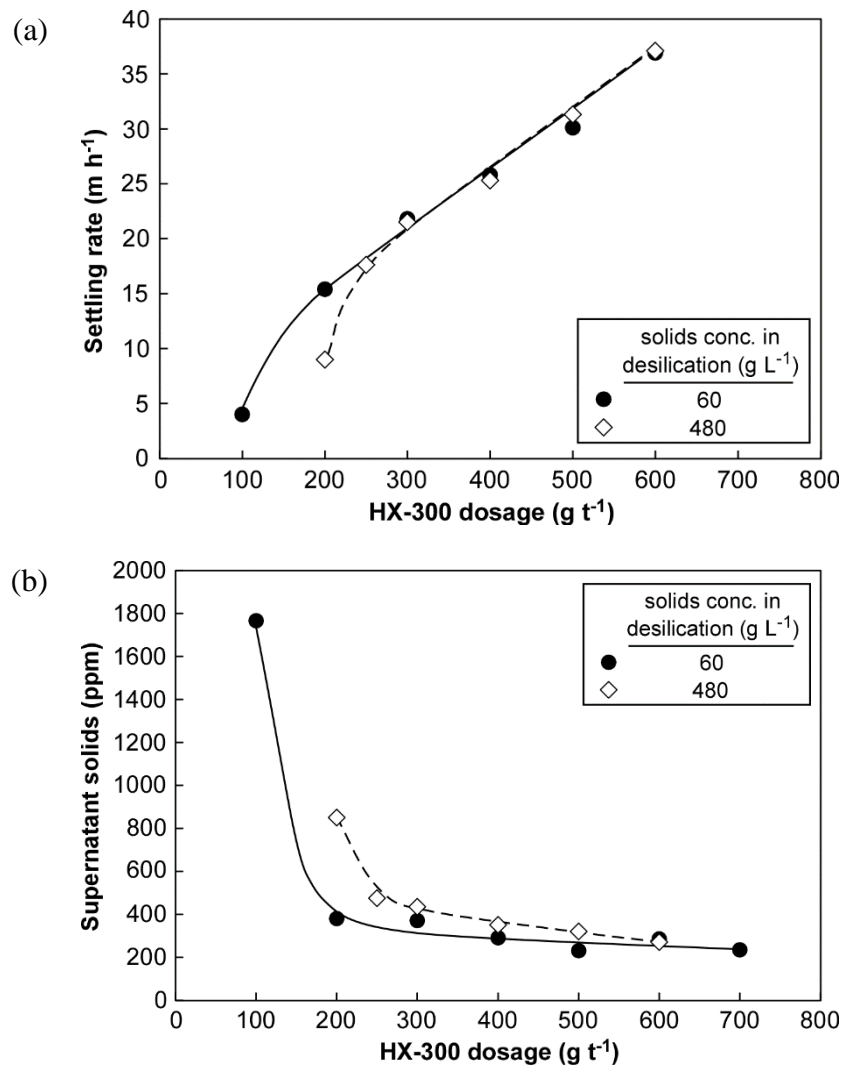 (a)
40
35
30
25
20
15
10
5
0
Settling rate (m h⁻¹)
solids conc. in
desilication (g L⁻¹)
60
480
0 100 200 300 400 500 600 700 800
HX-300 dosage (g t⁻¹)
(b)
2000
1800
1600
1400
1200
1000
800
600
400
200
0
Supernatant solids (ppm)
solids conc. in
desilication (g L⁻¹)
60
480
0 100 200 300 400 500 600 700 800
HX-300 dosage (g t⁻¹)